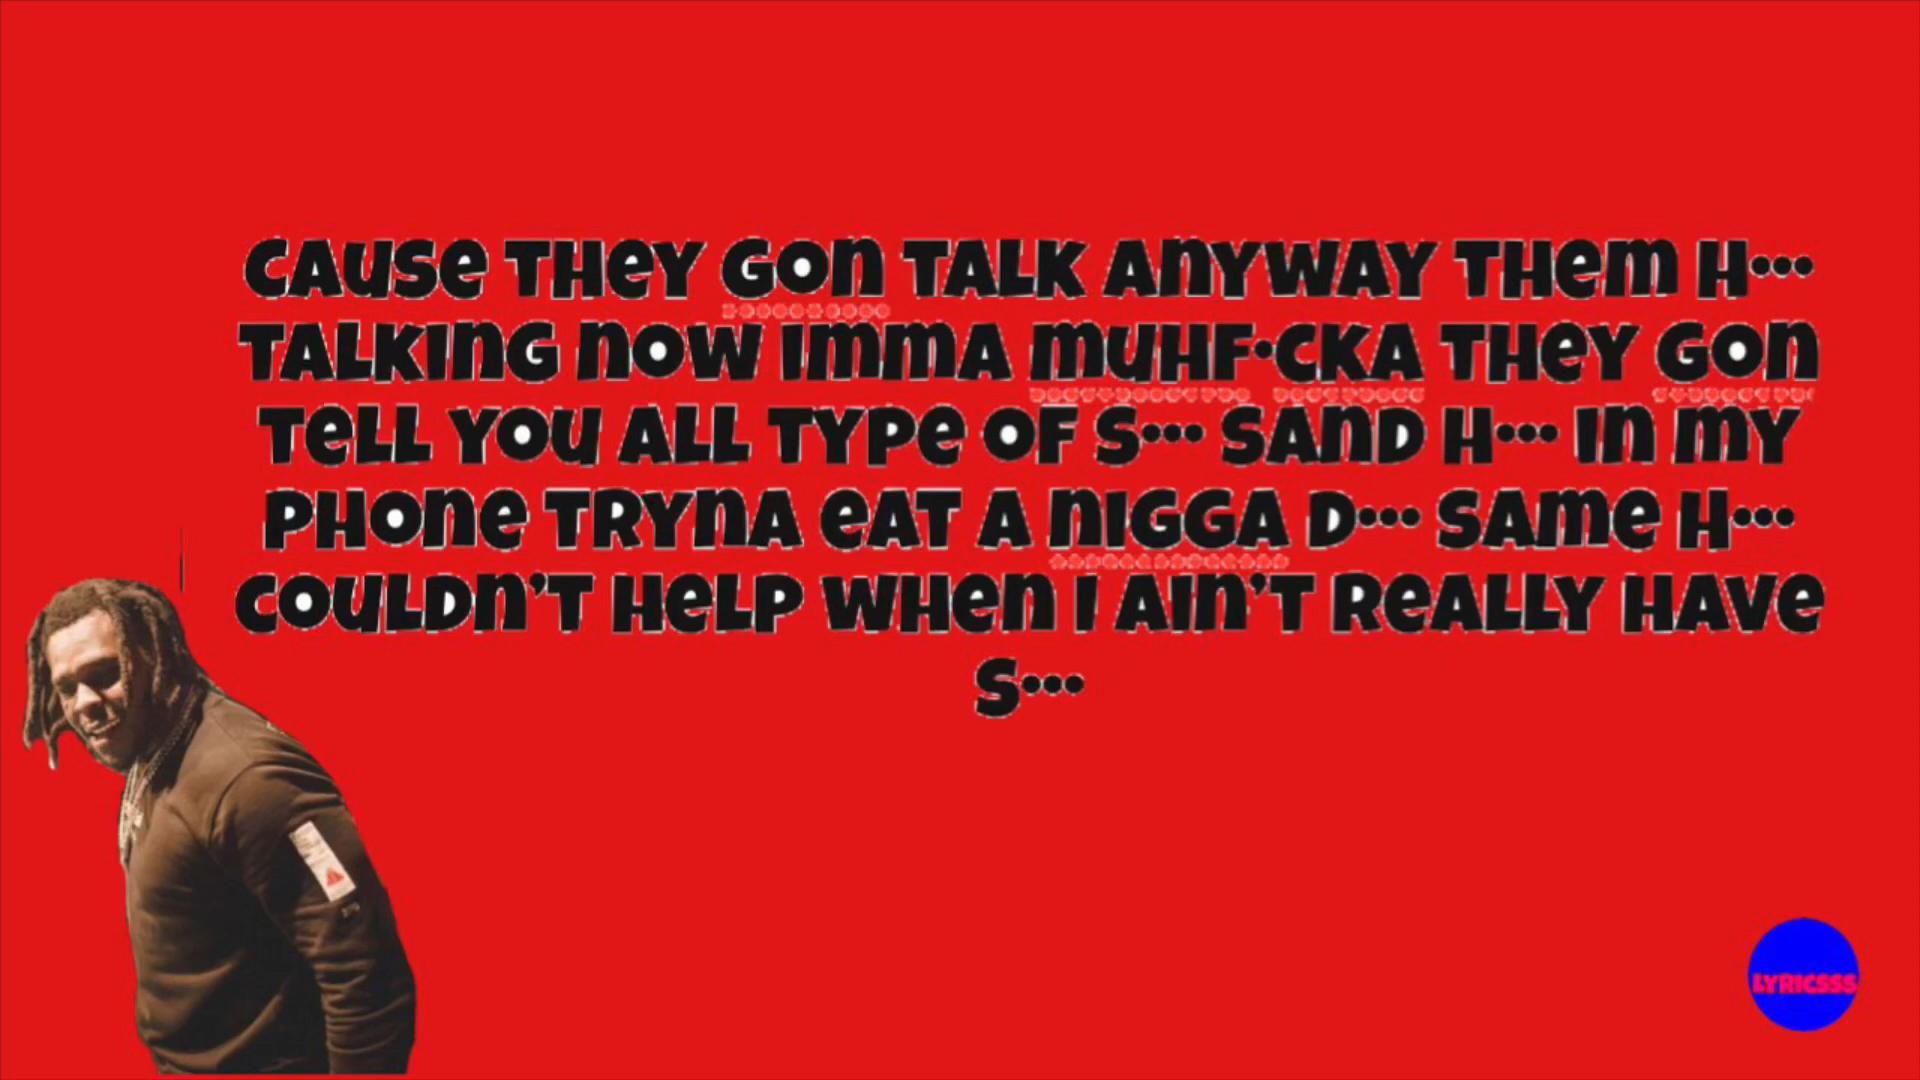 CAUSE THEY GON TALK ANYWAY THEM H•••
TALKING NOW IMMA MUHF•CKA THEY GON
TELL YOU ALL TYPE OF S••• SAND H••• IN MY
PHONE TRYNA EAT A NIGGA D••• SAME H•••
COULDN'T HELP WHEN I AIN'T REALLY HAVE
S•••
LYRICSSS